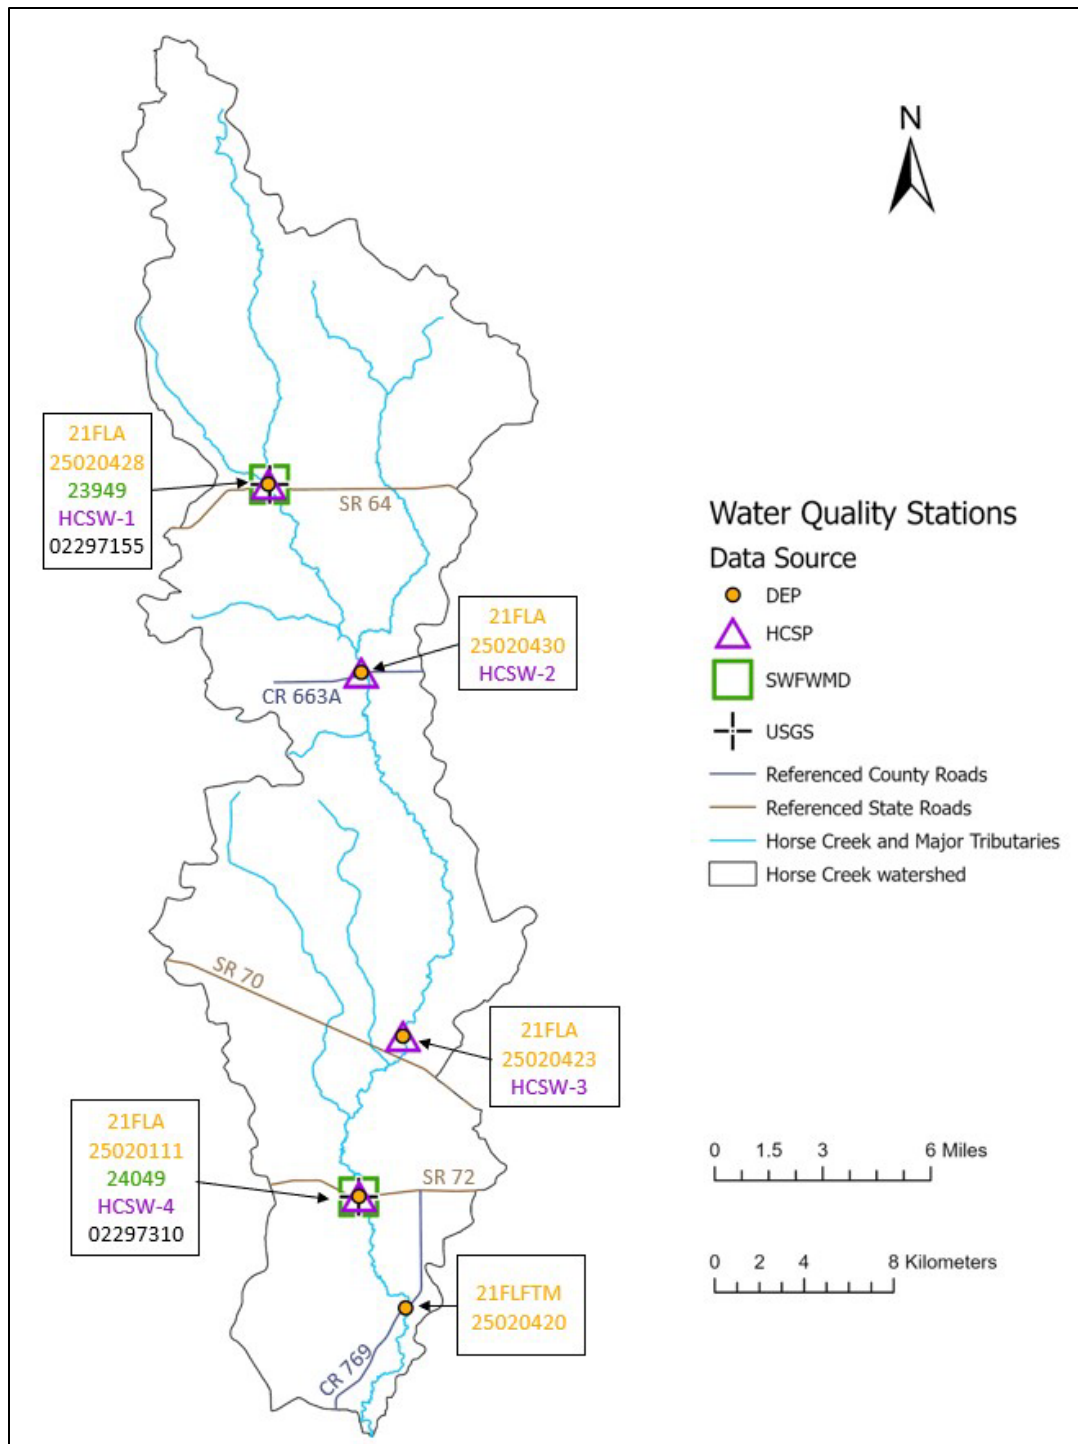 N
21FLA
25020428
23949
HCSW-1
02297155
SR 64
21FLA
25020430
HCSW-2
CR 663A
Water Quality Stations
Data Source
DEP
HCSP
SWFWMD
USGS
Referenced County Roads
Referenced State Roads
Horse Creek and Major Tributaries
Horse Creek watershed
SR 70
21FLA
25020423
HCSW-3
21FLA
25020111
24049
HCSW-4
02297310
SR 72
0 1.5 3 6 Miles
0 2 4 8 Kilometers
21FLFTM
25020420
CR 769